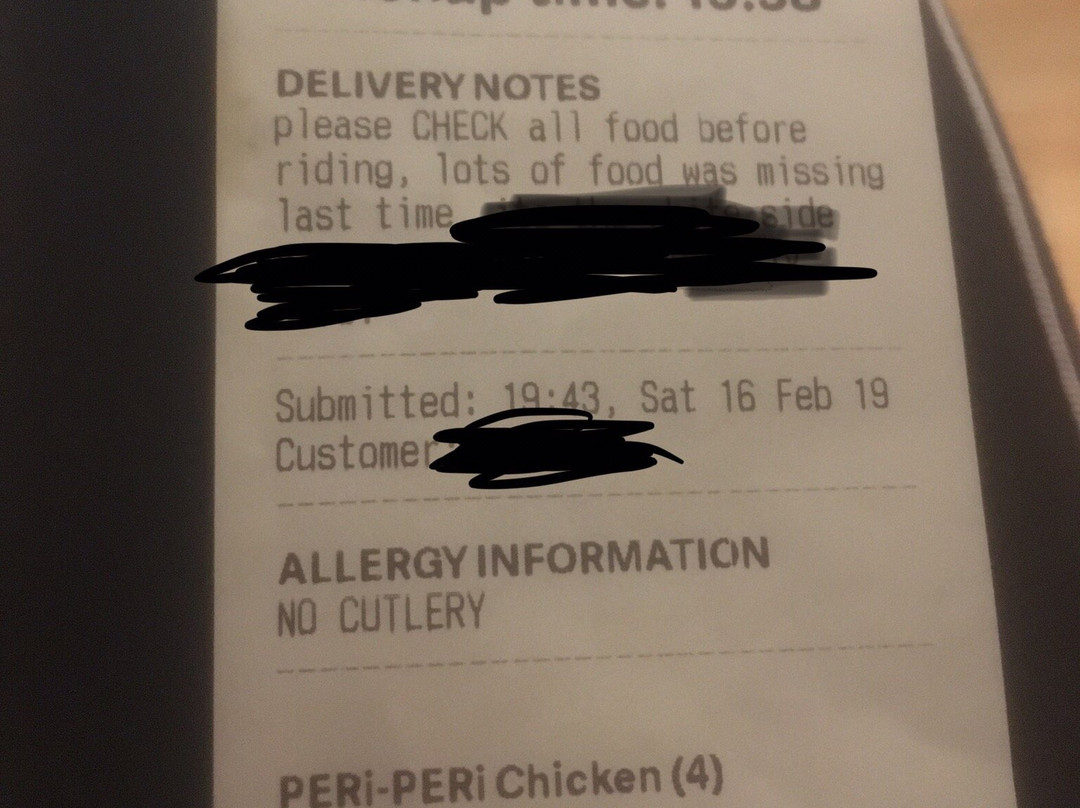 DELIVERY NOTES
please CHECK all food before
riding, lots of food was missing
last time side
Submitted: 19:43, Sat 16 Feb 19
Customer
ALLERGY INFORMATION
NO CUTLERY
PERi-PERi Chicken (4)